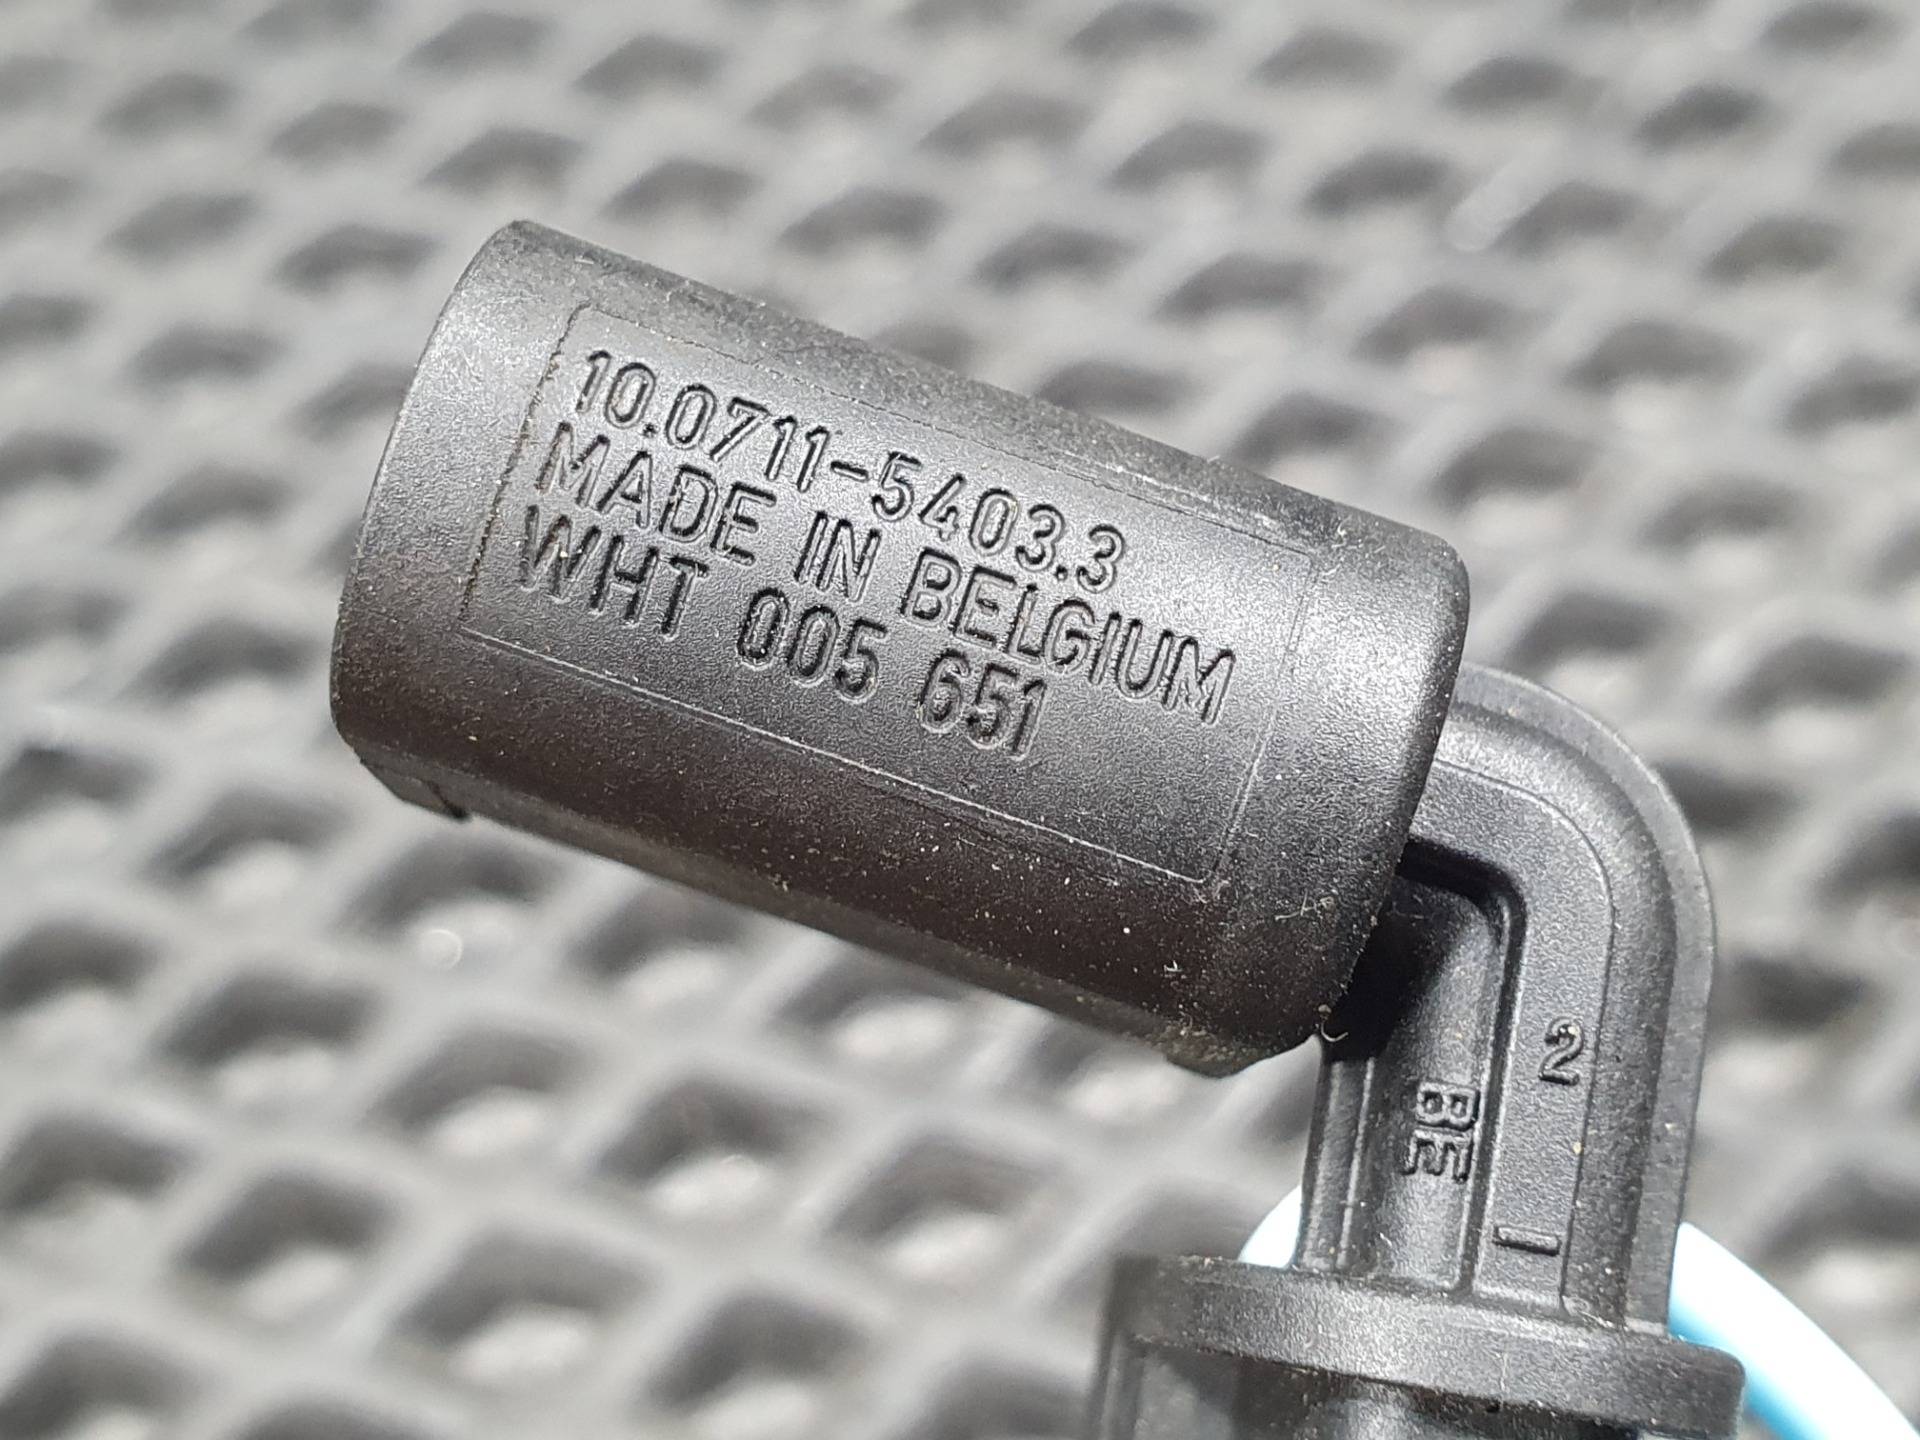 10.0711-5403.3
MADE IN BELGIUM
WHT 005 651
2
BE
1